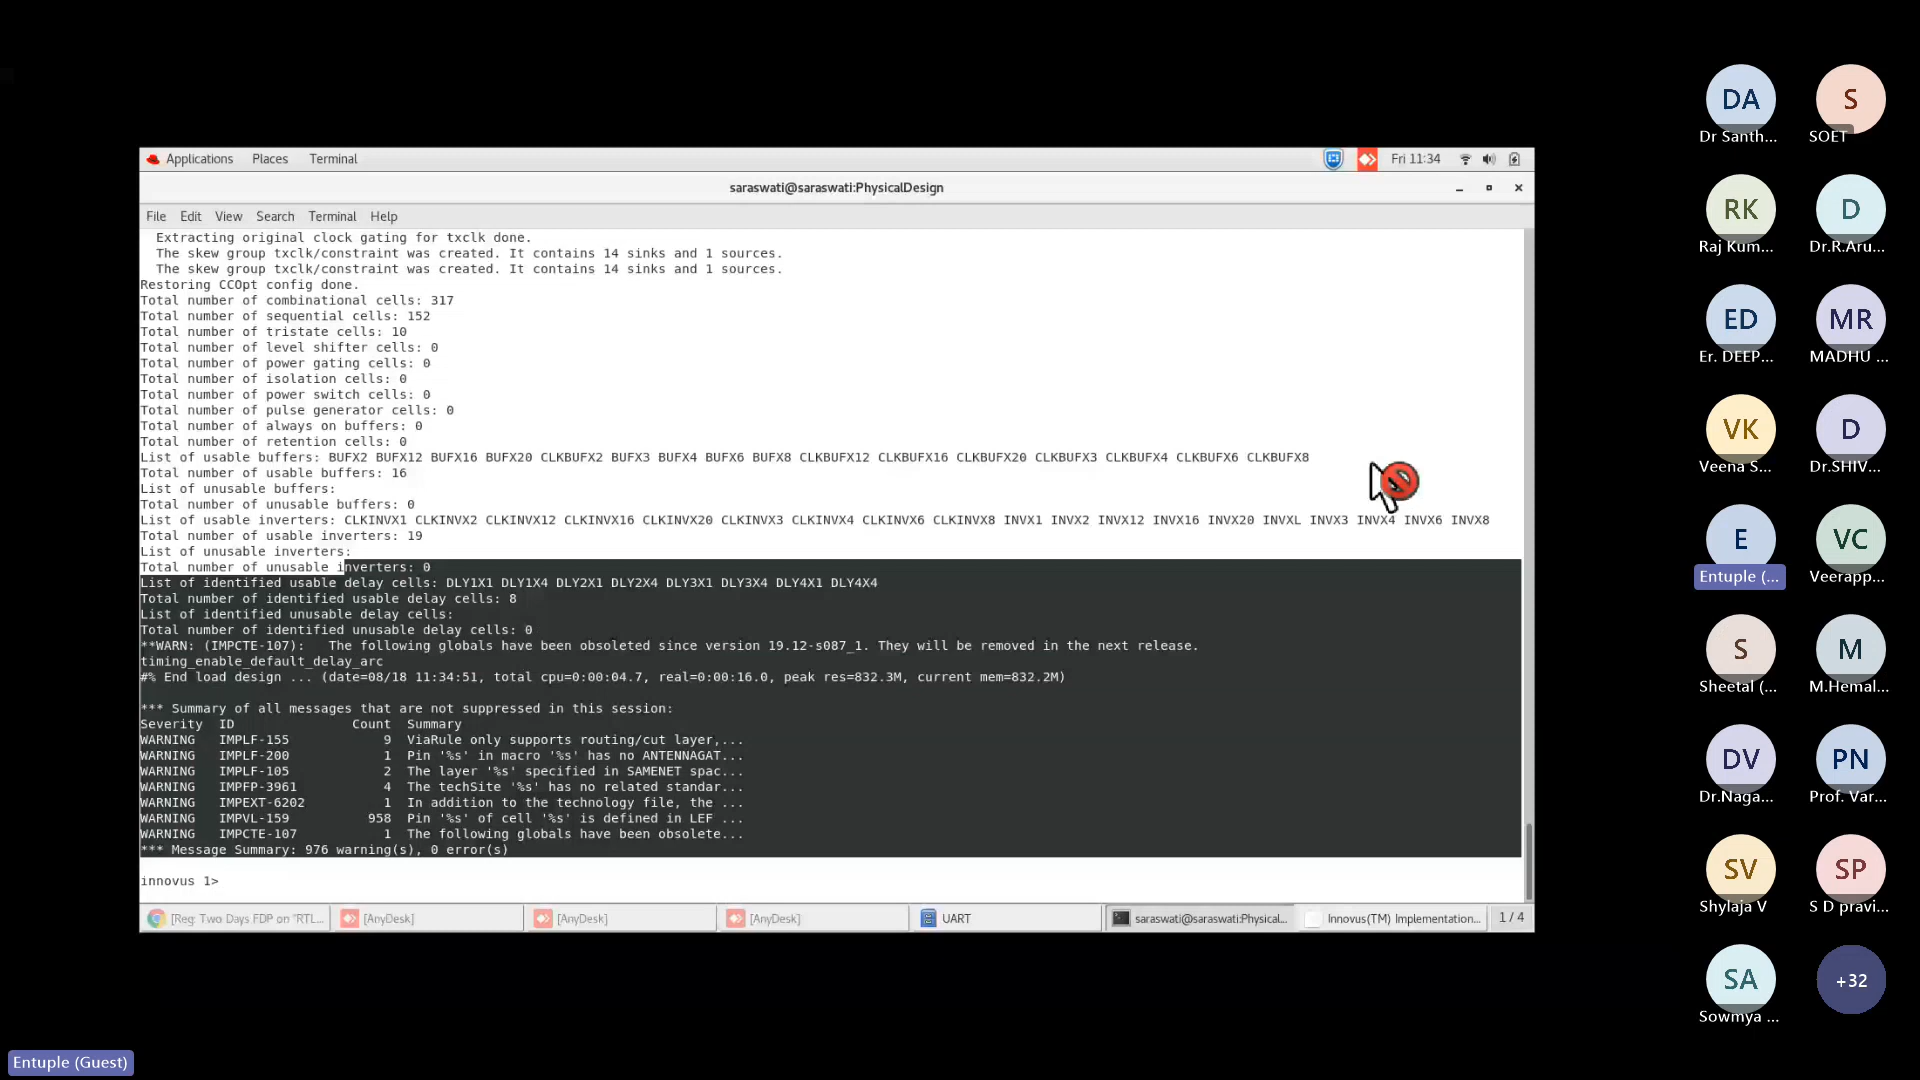 Applications Places Terminal Fri 11:34
saraswati@saraswati:PhysicalDesign
File Edit View Search Terminal Help
Extracting original clock gating for txclk done.
The skew group txclk/constraint was created. It contains 14 sinks and 1 sources.
The skew group txclk/constraint was created. It contains 14 sinks and 1 sources.
Restoring CCOpt config done.
Total number of combinational cells: 317
Total number of sequential cells: 152
Total number of tristate cells: 10
Total number of level shifter cells: 0
Total number of power gating cells: 0
Total number of isolation cells: 0
Total number of power switch cells: 0
Total number of pulse generator cells: 0
Total number of always on buffers: 0
Total number of retention cells: 0
List of usable buffers: BUFX2 BUFX12 BUFX16 BUFX20 CLKBUFX2 BUFX3 BUFX4 BUFX6 BUFX8 CLKBUFX12 CLKBUFX16 CLKBUFX20 CLKBUFX3 CLKBUFX4 CLKBUFX6 CLKBUFX8
Total number of usable buffers: 16
List of unusable buffers:
Total number of unusable buffers: 0
List of usable inverters: CLKINVX1 CLKINVX2 CLKINVX12 CLKINVX16 CLKINVX20 CLKINVX3 CLKINVX4 CLKINVX6 CLKINVX8 INVX1 INVX2 INVX12 INVX16 INVX20 INVXL INVX3 INVX4 INVX6 INVX8
Total number of usable inverters: 19
List of unusable inverters:
Total number of unusable inverters: 0
List of identified usable delay cells: DLY1X1 DLY1X4 DLY2X1 DLY2X4 DLY3X1 DLY3X4 DLY4X1 DLY4X4
Total number of identified usable delay cells: 8
List of identified unusable delay cells:
Total number of identified unusable delay cells: 0
**WARN: (IMPCTE-107): The following globals have been obsoleted since version 19.12-s087_1. They will be removed in the next release.
timing_enable_default_delay_arc
#% End load design ... (date=08/18 11:34:51, total cpu=0:00:04.7, real=0:00:16.0, peak res=832.3M, current mem=832.2M)
*** Summary of all messages that are not suppressed in this session:
Severity ID Count Summary
WARNING IMPLF-155 9 ViaRule only supports routing/cut layer,...
WARNING IMPLF-200 1 Pin '%s' in macro '%s' has no ANTENNAGAT...
WARNING IMPLF-105 2 The layer '%s' specified in SAMENET spac...
WARNING IMPFP-3961 4 The techSite '%s' has no related standar...
WARNING IMPEXT-6202 1 In addition to the technology file, the ...
WARNING IMPVL-159 958 Pin '%s' of cell '%s' is defined in LEF ...
WARNING IMPCTE-107 1 The following globals have been obsolete...
*** Message Summary: 976 warning(s), 0 error(s)
innovus 1>
[Reg: Two Days FDP on "RTL... [AnyDesk] [AnyDesk] [AnyDesk] UART saraswati@saraswati:Physical... Innovus(TM) Implementation... 1 / 4
DA S
Dr Santh... SOET
RK D
Raj Kum... Dr.R.Aru...
ED MR
Er. DEEP... MADHU ...
VK D
Veena S... Dr.SHIV...
E VC
Entuple (... Veerapp...
S M
Sheetal (... M.Hemal...
DV PN
Dr.Naga... Prof. Var...
SV SP
Shylaja V S D pravi...
SA +32
Sowmya ...
Entuple (Guest)